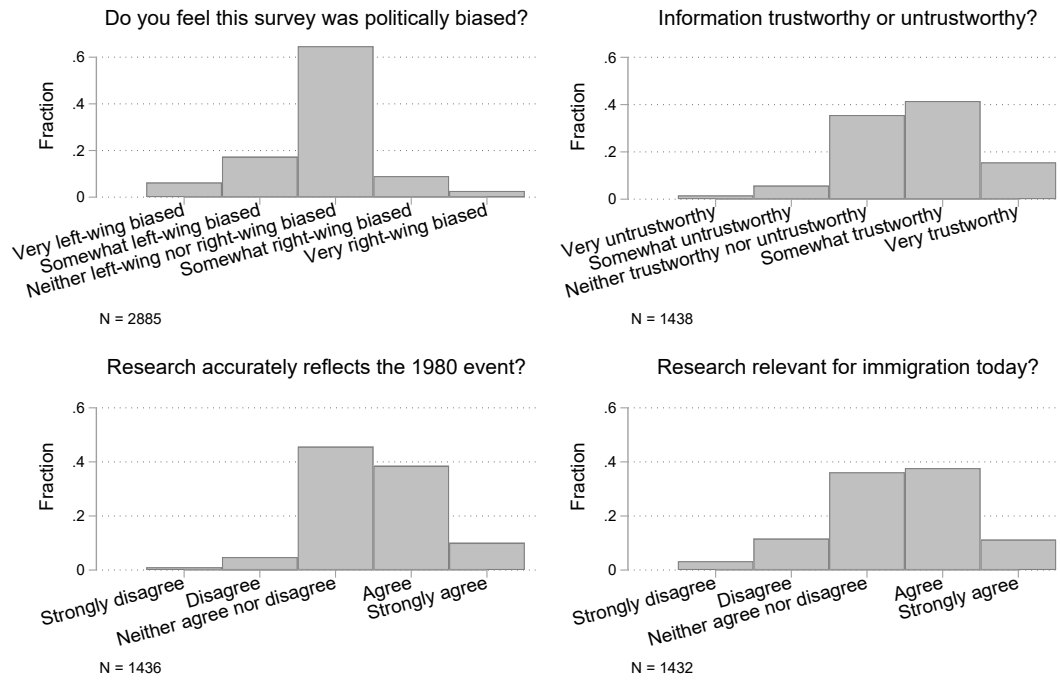 Do you feel this survey was politically biased?
Fraction
.6
.4
.2
0
Very left-wing biased
Somewhat left-wing biased
Neither left-wing nor right-wing biased
Somewhat right-wing biased
Very right-wing biased
N = 2885
Information trustworthy or untrustworthy?
Fraction
.6
.4
.2
0
Very untrustworthy
Somewhat untrustworthy
Neither trustworthy nor untrustworthy
Somewhat trustworthy
Very trustworthy
N = 1438
Research accurately reflects the 1980 event?
Fraction
.6
.4
.2
0
Strongly disagree
Disagree
Neither agree nor disagree
Agree
Strongly agree
N = 1436
Research relevant for immigration today?
Fraction
.6
.4
.2
0
Strongly disagree
Disagree
Neither agree nor disagree
Agree
Strongly agree
N = 1432